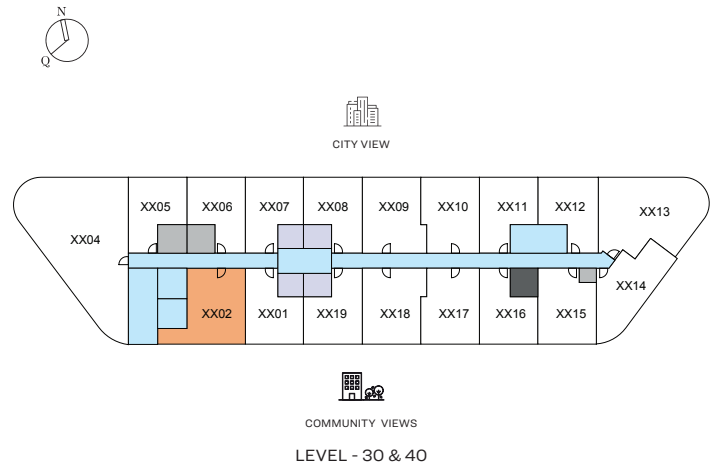 N
Q
CITY VIEW
XX05 XX06 XX07 XX08 XX09 XX10 XX11 XX12 XX13
XX04
XX14
XX02 XX01 XX19 XX18 XX17 XX16 XX15
COMMUNITY VIEWS
LEVEL - 30 & 40